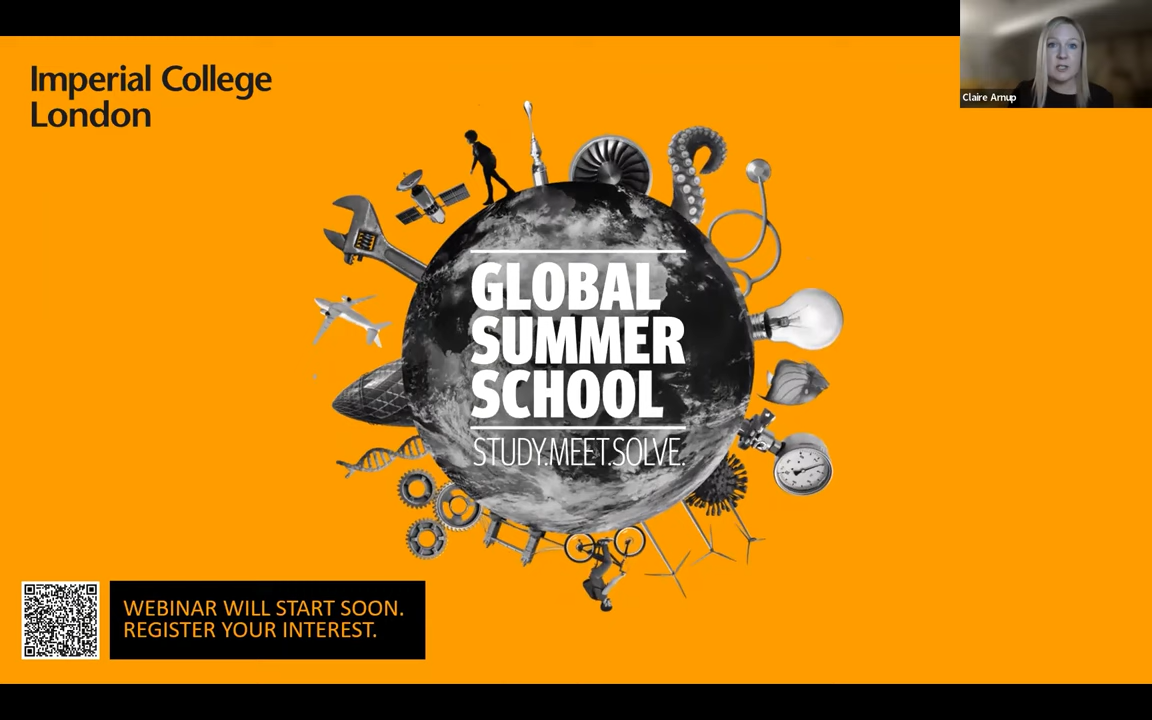 Imperial College
London
Claire Arnup
GLOBAL
SUMMER
SCHOOL
STUDY.MEET.SOLVE.
WEBINAR WILL START SOON.
REGISTER YOUR INTEREST.